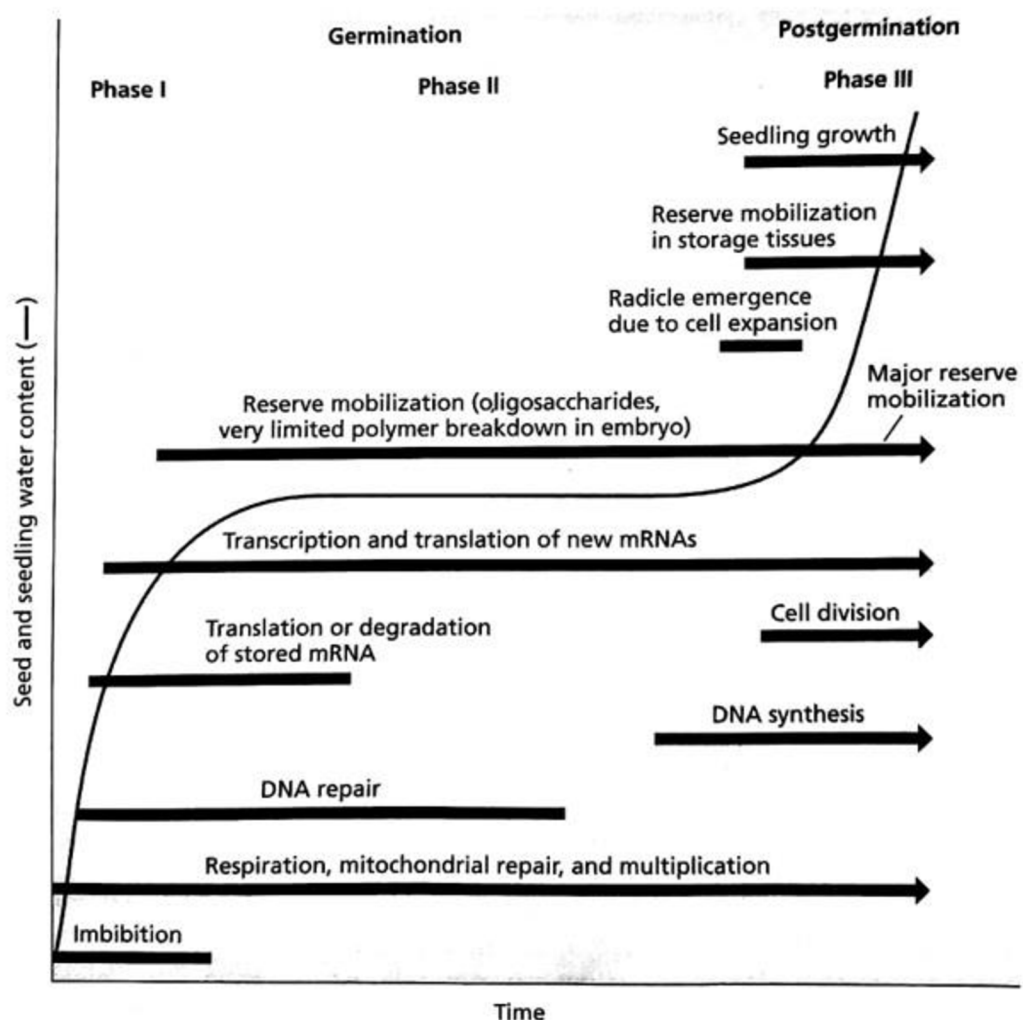 Germination
Postgermination
Phase I
Phase II
Phase III
Seedling growth
Reserve mobilization
in storage tissues
Radicle emergence
due to cell expansion
Major reserve
mobilization
Reserve mobilization (oligosaccharides,
very limited polymer breakdown in embryo)
Transcription and translation of new mRNAs
Cell division
Translation or degradation
of stored mRNA
DNA synthesis
DNA repair
Respiration, mitochondrial repair, and multiplication
Imbibition
Seed and seedling water content (—)
Time